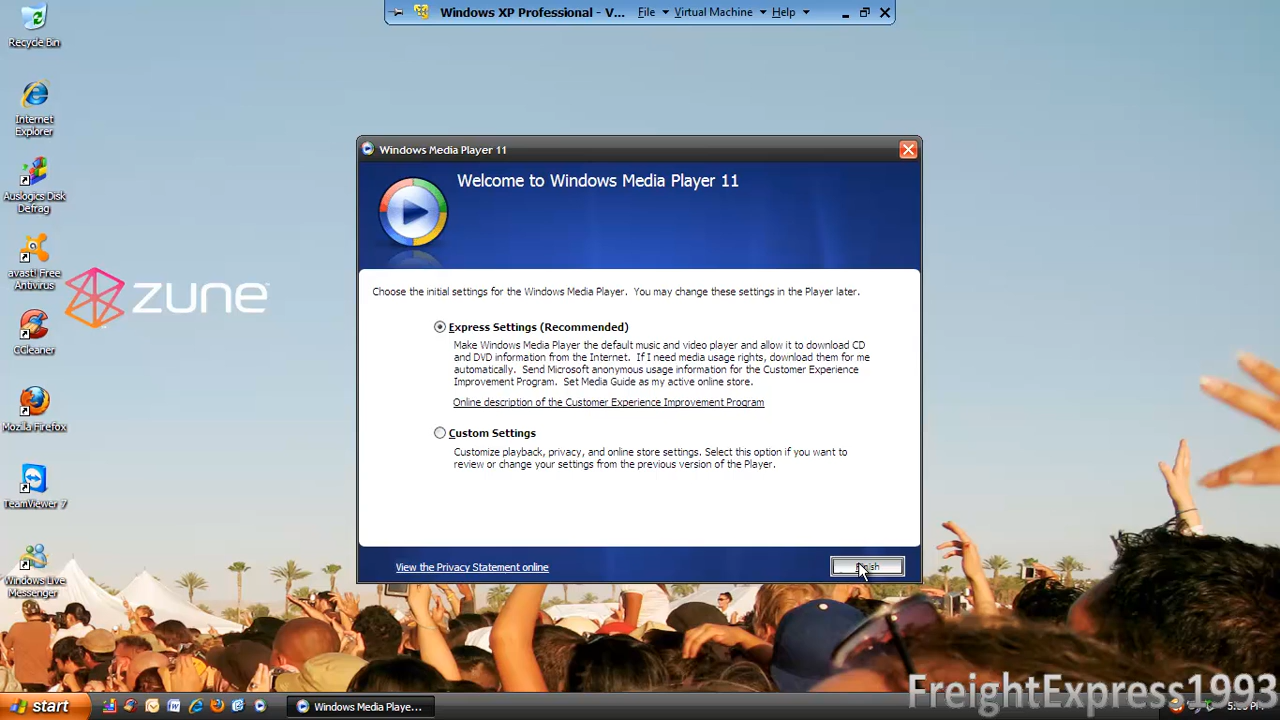 Windows XP Professional - V...
File
Virtual Machine
Help
Recycle Bin
Internet
Explorer
Auslogics Disk
Defrag
avast! Free
Antivirus
CCleaner
Mozilla Firefox
TeamViewer 7
Windows Live
Messenger
zune
Windows Media Player 11
Welcome to Windows Media Player 11
Choose the initial settings for the Windows Media Player. You may change these settings in the Player later.
Express Settings (Recommended)
Make Windows Media Player the default music and video player and allow it to download CD
and DVD information from the Internet. If I need media usage rights, download them for me
automatically. Send Microsoft anonymous usage information for the Customer Experience
Improvement Program. Set Media Guide as my active online store.
Online description of the Customer Experience Improvement Program
Custom Settings
Customize playback, privacy, and online store settings. Select this option if you want to
review or change your settings from the previous version of the Player.
View the Privacy Statement online
Finish
start
Windows Media Playe...
FreightExpress1993